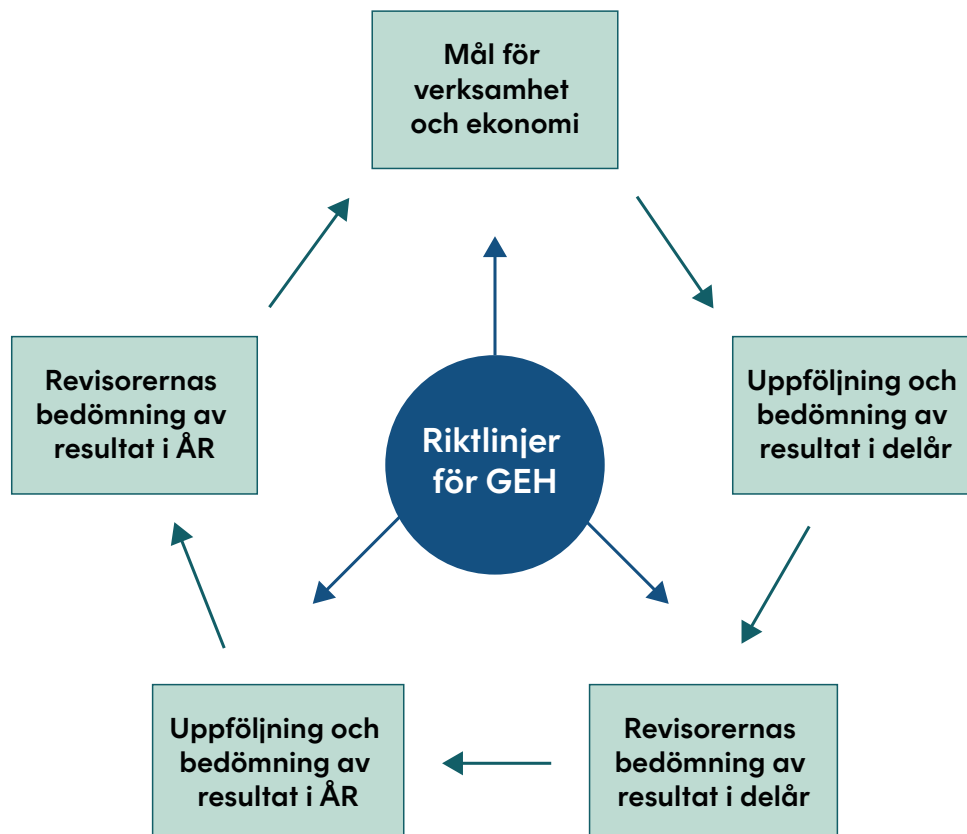 Mål för
verksamhet
och ekonomi
Revisorernas
bedömning av
resultat i ÅR
Riktlinjer
för GEH
Uppföljning och
bedömning av
resultat i delår
Uppföljning och
bedömning av
resultat i ÅR
Revisorernas
bedömning av
resultat i delår